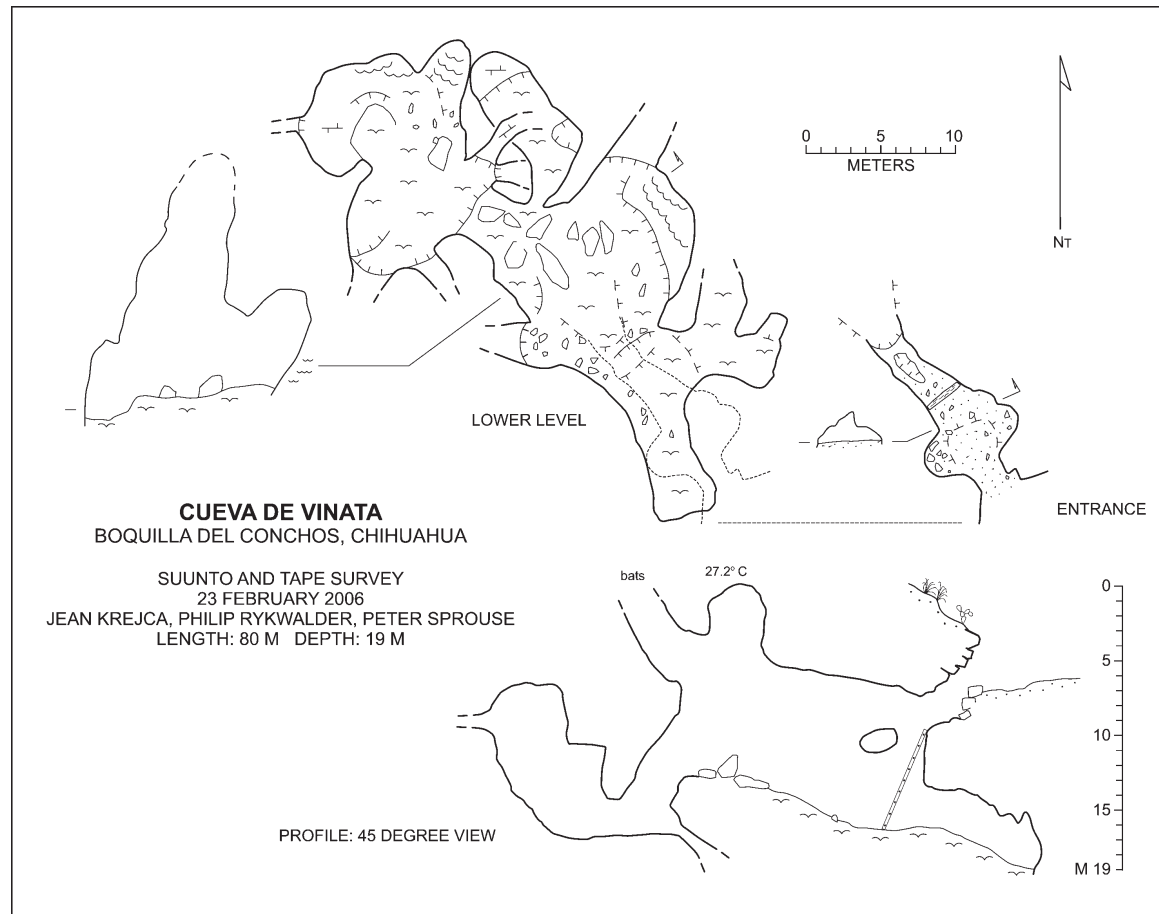 0 5 10
METERS
NT
LOWER LEVEL
ENTRANCE
CUEVA DE VINATA
BOQUILLA DEL CONCHOS, CHIHUAHUA
SUUNTO AND TAPE SURVEY
23 FEBRUARY 2006
JEAN KREJCA, PHILIP RYKWALDER, PETER SPROUSE
LENGTH: 80 M DEPTH: 19 M
bats
27.2° C
0
5
10
15
M 19
PROFILE: 45 DEGREE VIEW